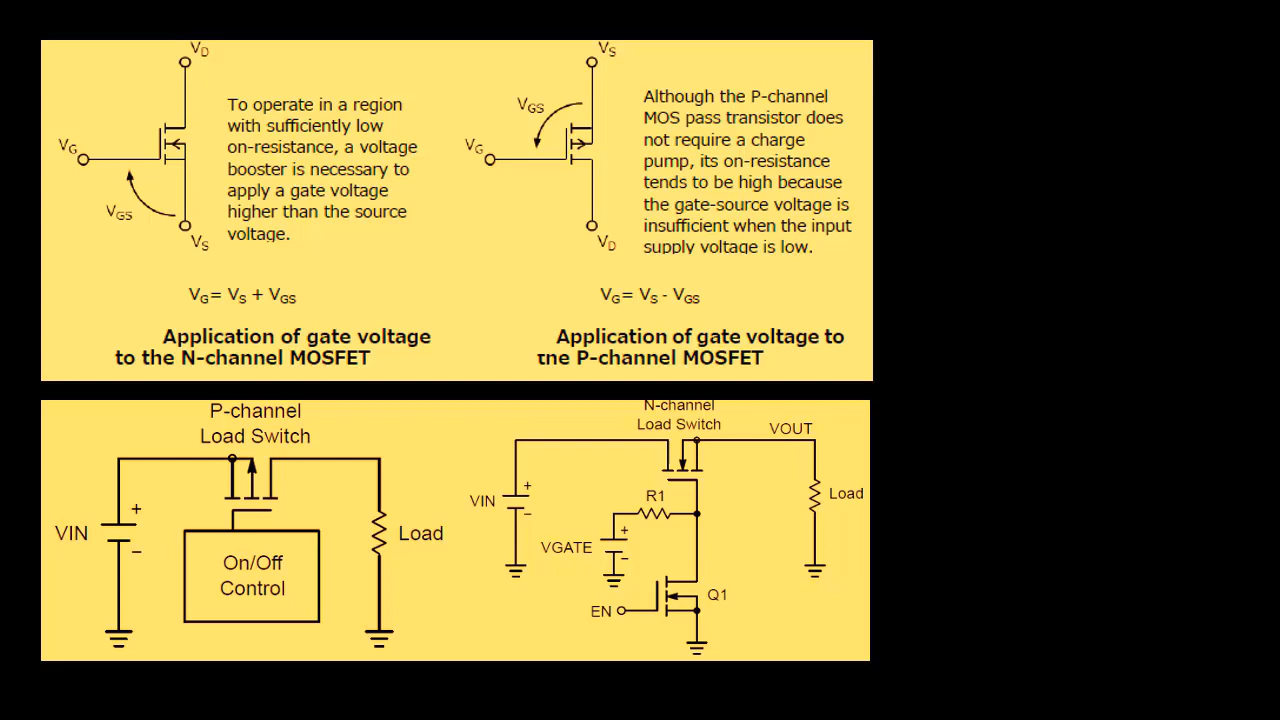 VD
To operate in a region
with sufficiently low
on-resistance, a voltage
booster is necessary to
apply a gate voltage
higher than the source
voltage.
VG
VGS
VS
VG= VS + VGS
Application of gate voltage
to the N-channel MOSFET
VS
Although the P-channel
MOS pass transistor does
not require a charge
pump, its on-resistance
tends to be high because
the gate-source voltage is
insufficient when the input
supply voltage is low.
VGS
VG
VD
VG= VS - VGS
Application of gate voltage to
the P-channel MOSFET
P-channel
Load Switch
VIN
+
−
On/Off
Control
Load
N-channel
Load Switch
VOUT
VIN
+
−
R1
Load
VGATE
+
−
EN
Q1